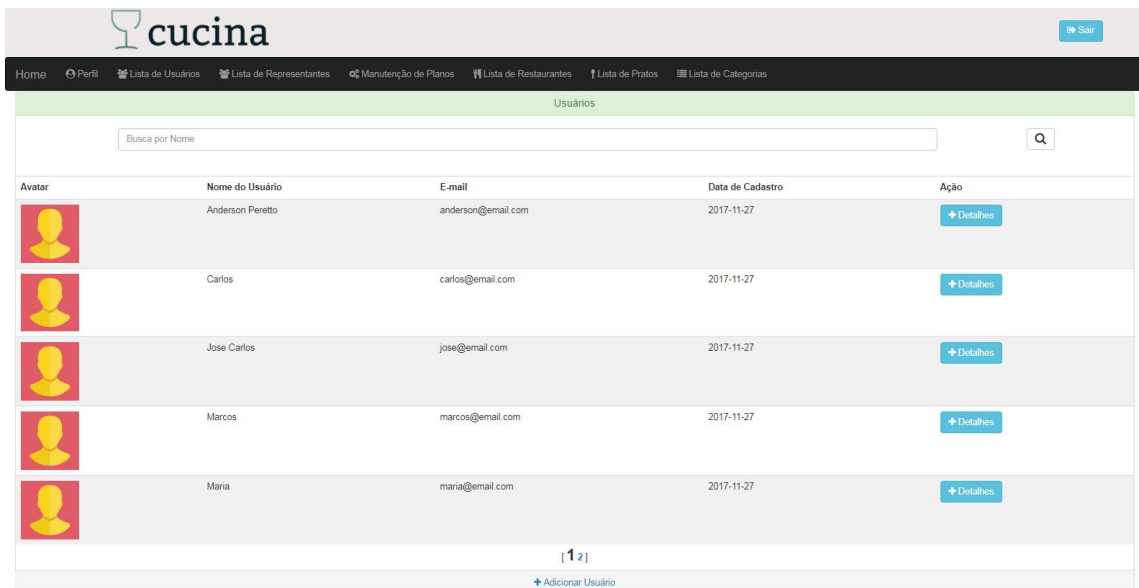 cucina
Sair
Home Perfil Lista de Usuários Lista de Representantes Manutenção de Planos Lista de Restaurantes Lista de Pratos Lista de Categorias
Usuários
Busca por Nome
Avatar Nome do Usuário E-mail Data de Cadastro Ação
Anderson Peretto anderson@email.com 2017-11-27 +Detalhes
Carlos carlos@email.com 2017-11-27 +Detalhes
Jose Carlos jose@email.com 2017-11-27 +Detalhes
Marcos marcos@email.com 2017-11-27 +Detalhes
Maria maria@email.com 2017-11-27 +Detalhes
[ 1 2 ]
+ Adicionar Usuário